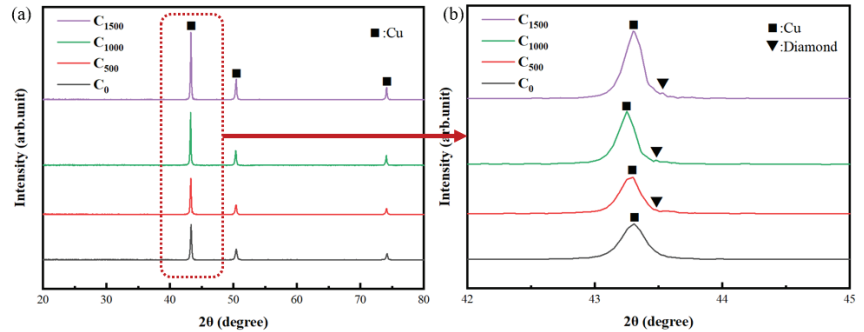 (a)
C1500
C1000
C500
C0
■:Cu
Intensity (arb.unit)
20 30 40 50 60 70 80
2θ (degree)
(b)
C1500
C1000
C500
C0
■:Cu ▼:Diamond
Intensity (arb.unit)
42 43 44 45
2θ (degree)